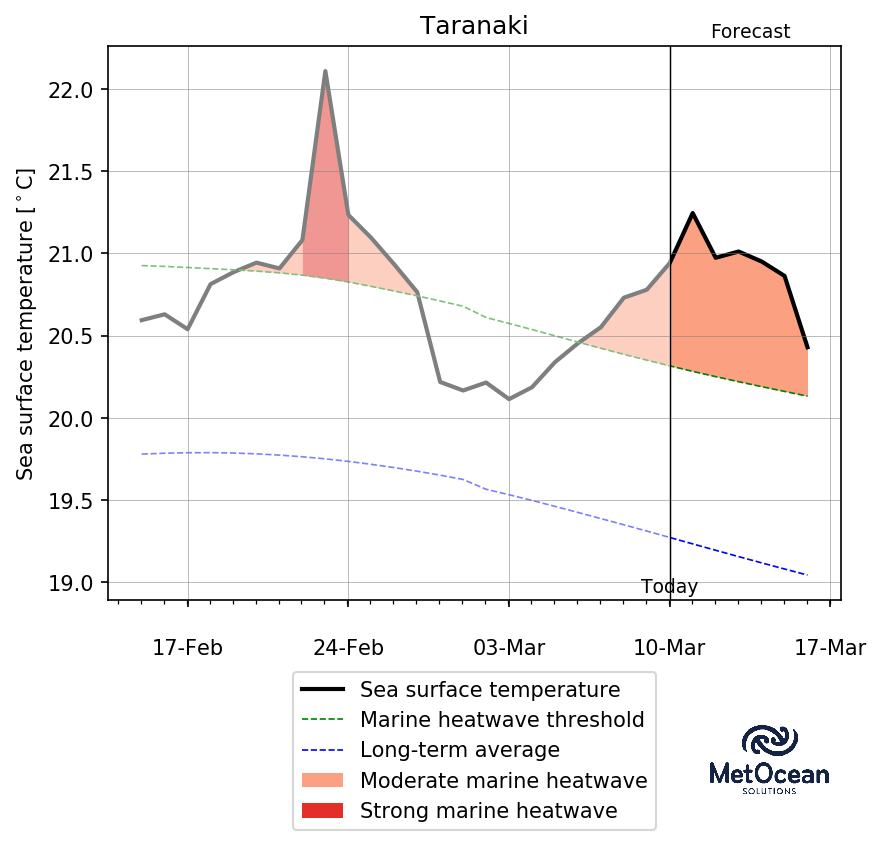 Taranaki
Forecast
22.0
21.5
21.0
20.5
20.0
19.5
19.0
Sea surface temperature [°C]
Today
17-Feb 24-Feb 03-Mar 10-Mar 17-Mar
Sea surface temperature
Marine heatwave threshold
Long-term average
Moderate marine heatwave
Strong marine heatwave
MetOcean
SOLUTIONS